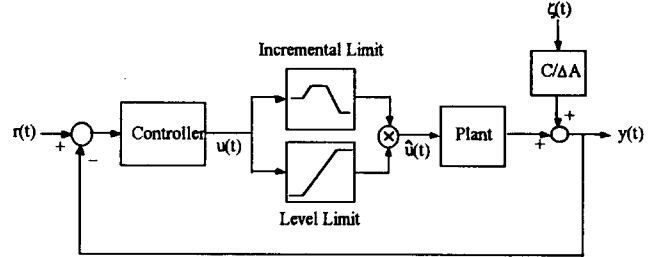 ζ(t)
Incremental Limit
C/ΔA
r(t)
+
−
Controller
u(t)
×
û(t)
Plant
+
+
y(t)
Level Limit